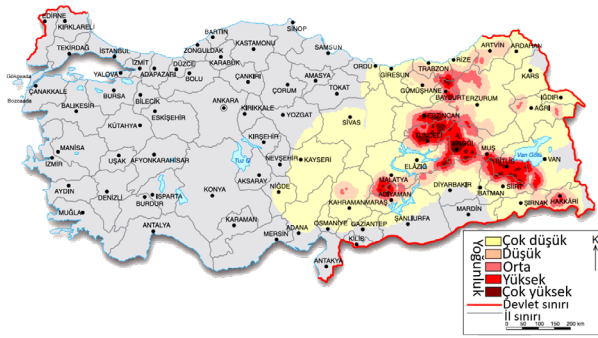 EDİRNE
KIRKLARELİ
TEKİRDAĞ
İSTANBUL
Gökçeada
Bozcaada
ÇANAKKALE
YALOVA
İZMİT
ADAPAZARI
DÜZCE
BOLU
ZONGULDAK
BARTIN
KARABÜK
KASTAMONU
SİNOP
SAMSUN
ÇANKIRI
AMASYA
ÇORUM
TOKAT
ORDU
GİRESUN
TRABZON
RİZE
ARTVİN
ARDAHAN
KARS
GÜMÜŞHANE
BAYBURT
ERZURUM
IĞDIR
AĞRI
BURSA
BİLECİK
ESKİŞEHİR
BALIKESİR
KÜTAHYA
ANKARA
KIRIKKALE
YOZGAT
SİVAS
ERZİNCAN
KIRŞEHİR
MANİSA
İZMİR
UŞAK
AFYONKARAHİSAR
Tuz G
NEVŞEHİR
KAYSERİ
AKSARAY
NİĞDE
ELAZIĞ
MUŞ
Van Gölü
VAN
BİTLİS
MALATYA
ADIYAMAN
DİYARBAKIR
BATMAN
SİİRT
ŞIRNAK
HAKKÂRİ
AYDIN
DENİZLİ
BURDUR
ISPARTA
KONYA
KARAMAN
MUĞLA
ANTALYA
MERSİN
ADANA
OSMANİYE
KAHRAMANMARAŞ
GAZİANTEP
KİLİS
ŞANLIURFA
MARDİN
ANTAKYA
K
Yoğunluk
Çok düşük
Düşük
Orta
Yüksek
Çok yüksek
Devlet sınırı
İl sınırı
0 50 100 150 200 km